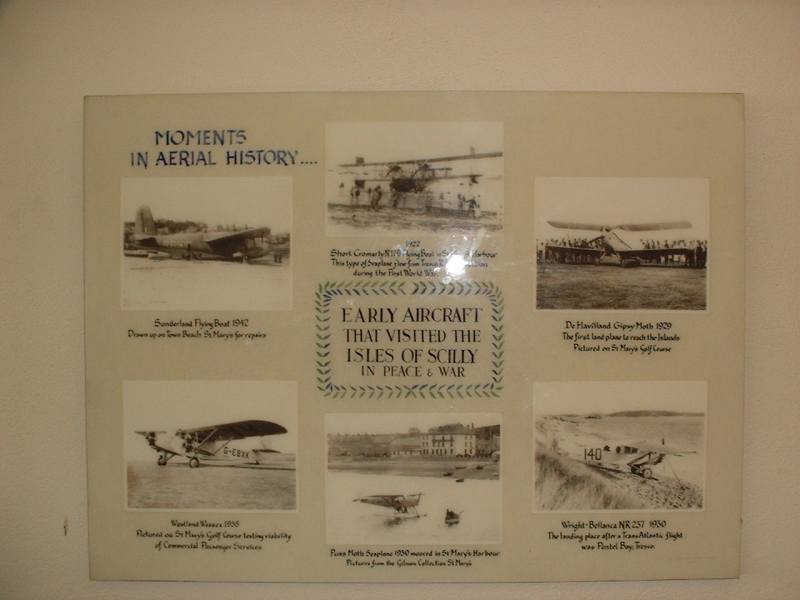 MOMENTS
IN AERIAL HISTORY....
1922
Short Cromarty N120 Flying Boat in Harbour
This type of Seaplane flew from Tresco
during the First World War
Sunderland Flying Boat 1942
Drawn up on Town Beach St Mary's for repairs
EARLY AIRCRAFT
THAT VISITED THE
ISLES OF SCILLY
IN PEACE & WAR
De Havilland Gipsy Moth 1929
The first land plane to reach the Islands
Pictured on St Mary's Golf Course
G-EBXK
Westland Wessex 1935
Pictured on St Mary's Golf Course testing viability
of Commercial Passenger Services
Puss Moth Seaplane 1930 moored in St Mary's Harbour
Pictures from the Gibson Collection St Mary's
140
Wright-Bellanca NR 237 1930
The landing place after a Trans Atlantic flight
was Pentel Bay, Tresco.